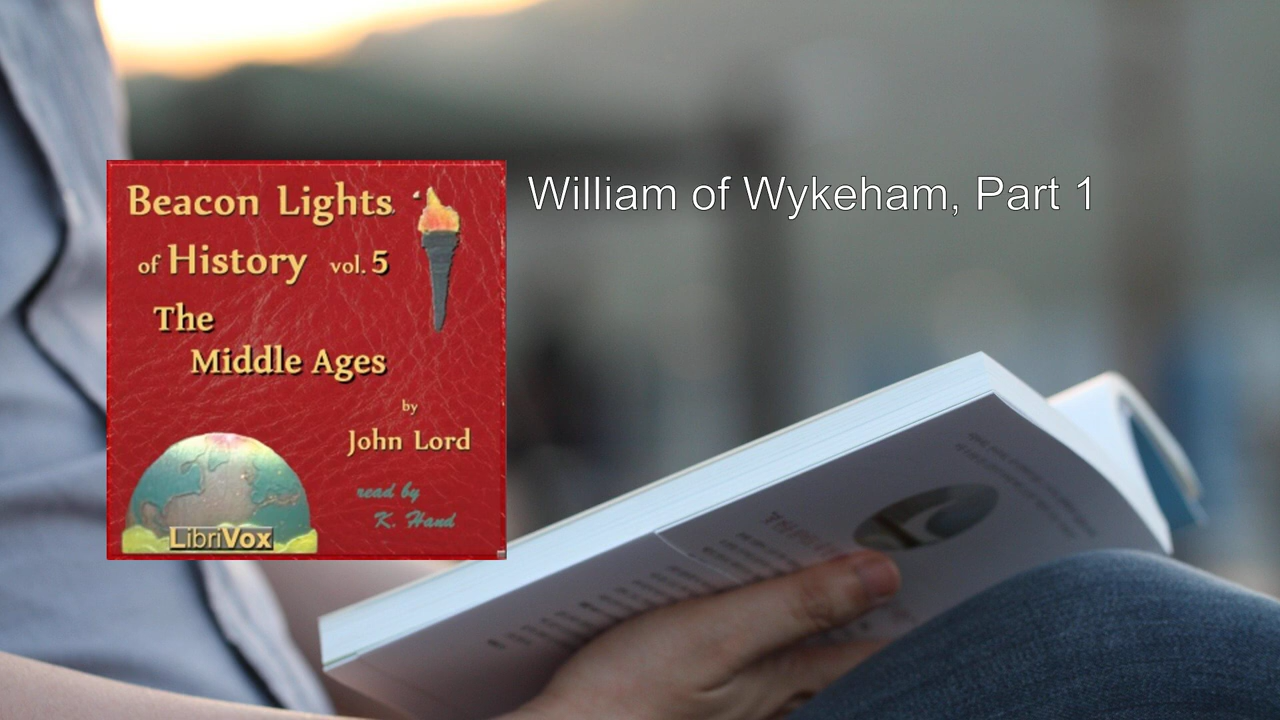 Beacon Lights
of History vol. 5
The
Middle Ages
by
John Lord
read by
K. Hand
LibriVox
William of Wykeham, Part 1